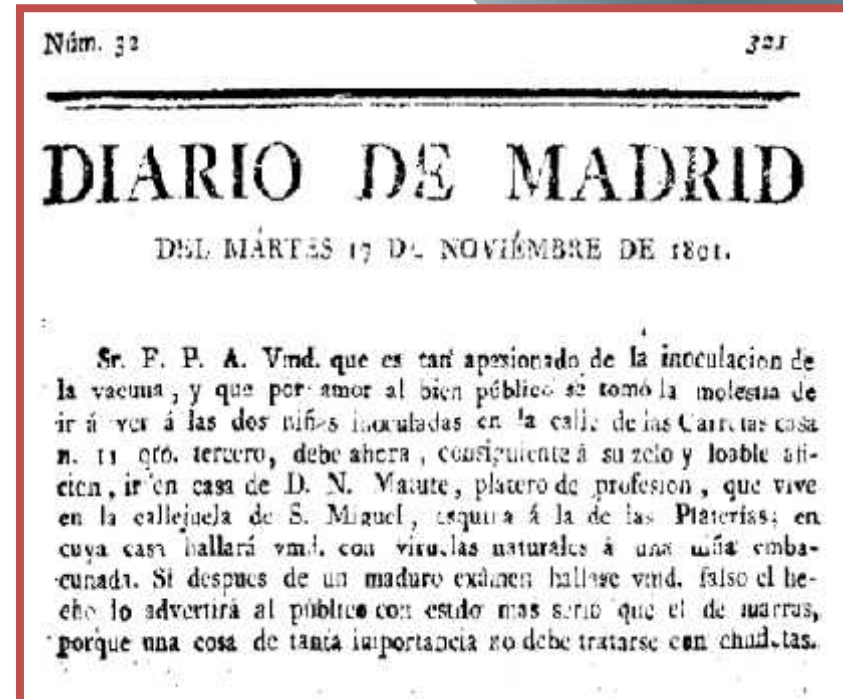 Núm. 32 321
DIARIO DE MADRID
DEL MÁRTES 17 DE NOVIÉMBRE DE 1801.
Sr. F. P. A. Vmd. que es tan apasionado de la inoculacion de
la vacuna, y que por amor al bien público se tomó la molestia de
ir á ver á las dos niñas inoculadas en la calle de las Carretas casa
n. 11 qto. tercero, debe ahora, consiguiente á su zelo y loable afi-
cion, ir en casa de D. N. Matute, platero de profesion, que vive
en la callejuela de S. Miguel, esquina á la de las Platerías; en
cuya casa hallará vmd. con viruelas naturales á una niña emba-
cunada. Si despues de un maduro exâmen hallase vmd. falso el he-
cho lo advertirá al público con estilo mas serio que el de marras,
porque una cosa de tanta importancia no debe tratarse con chufletas.